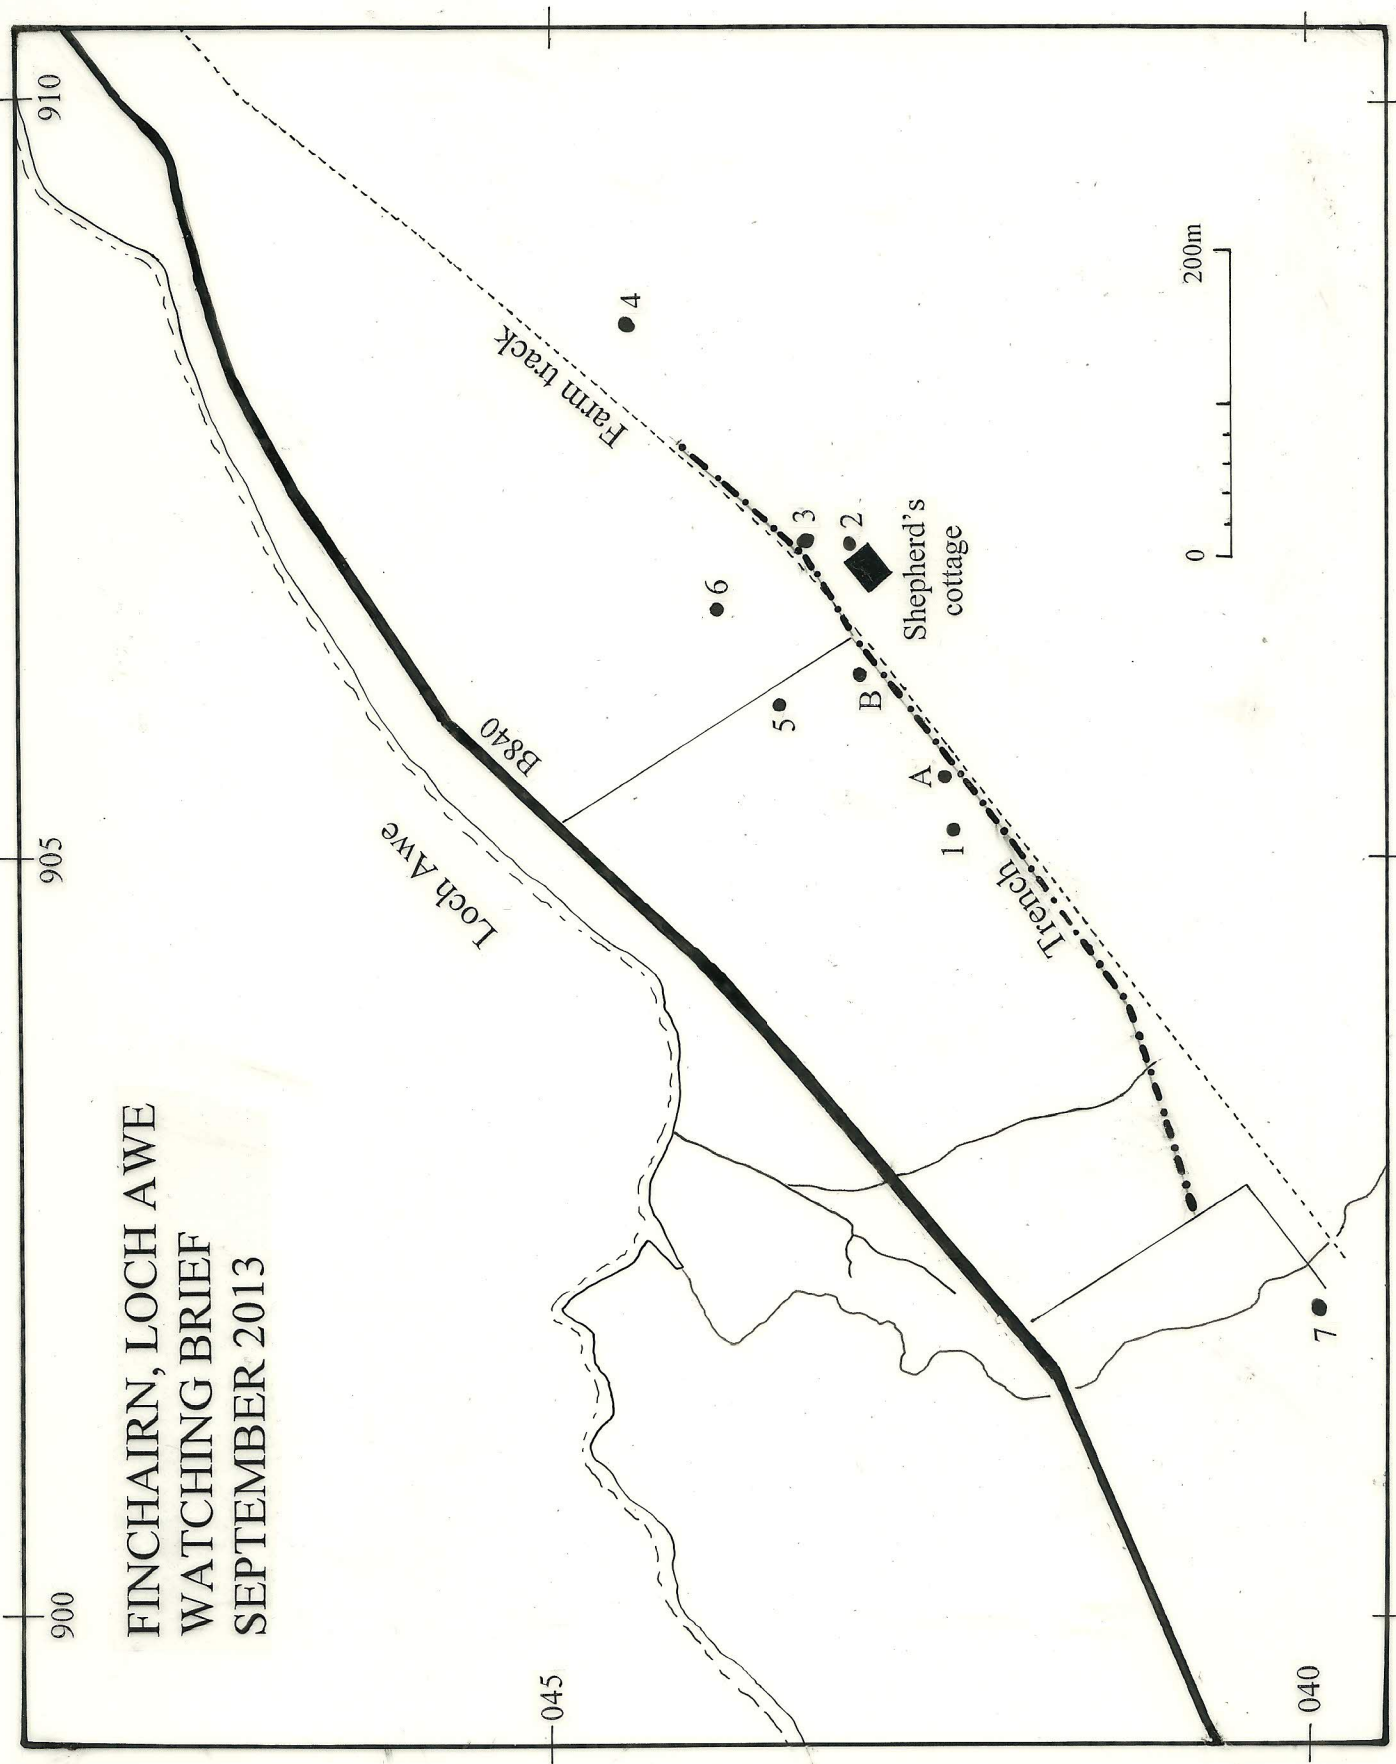 FINCHAIRN, LOCH AWE
WATCHING BRIEF
SEPTEMBER 2013
900
905
910
045
040
Loch Awe
B840
Farm track
Trench
Shepherd's
cottage
1
A
B
5
6
3
2
4
7
0
200m